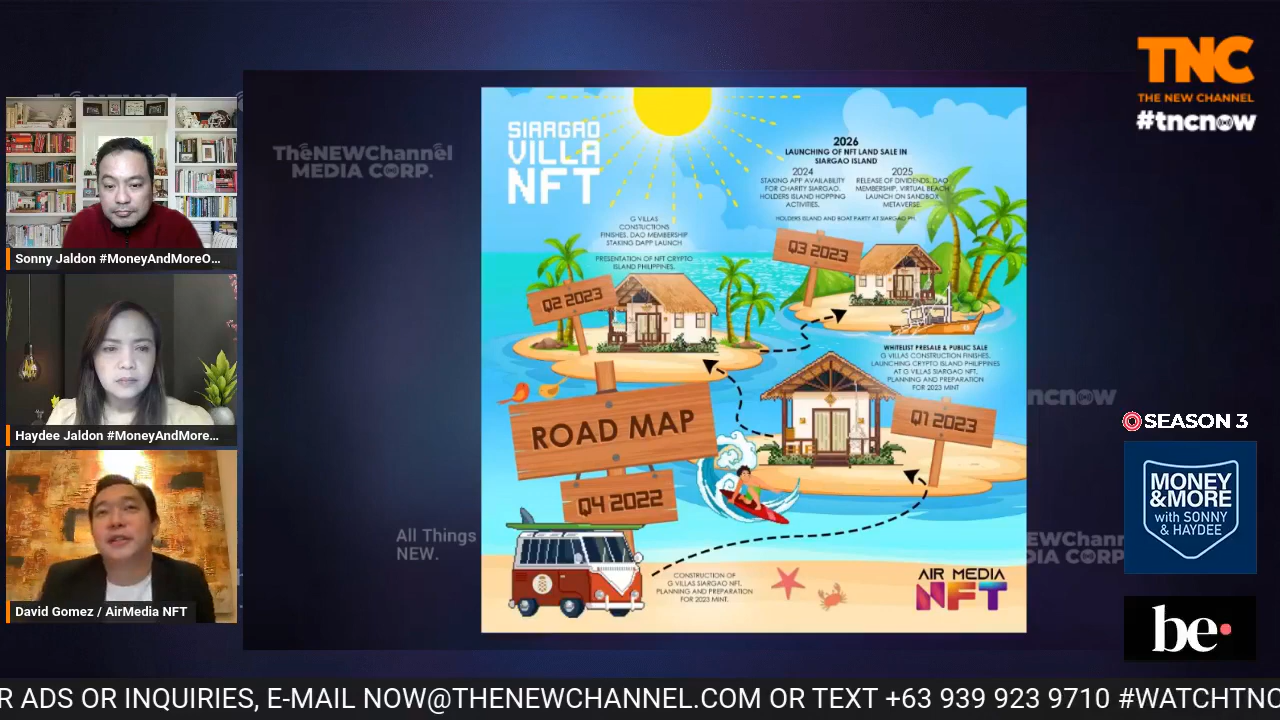 TNC
THE NEW CHANNEL
#tncnow
TheNEWChannel
MEDIA CORP.
SIARGAO
VILLA
NFT
2026
LAUNCHING OF NFT LAND SALE IN
SIARGAO ISLAND
2024
STAKING APP AVAILABILITY
FOR CHARITY SIARGAO.
HOLDERS ISLAND HOPPING
ACTIVITIES.
2025
RELEASE OF DIVIDENDS, DAO
MEMBERSHIP, VIRTUAL BEACH
LAUNCH ON SANDBOX
METAVERSE.
HOLDERS ISLAND AND BOAT PARTY AT SIARGAO PH.
G VILLAS
CONSTUCTIONS
FINISHES, DAO MEMBERSHIP
STAKING DAPP LAUNCH
PRESENTATION OF NFT CRYPTO
ISLAND PHILIPPINES.
Q3 2023
Q2 2023
WHITELIST PRESALE & PUBLIC SALE
G VILLAS CONSTRUCTION FINISHES,
LAUNCHING CRYPTO ISLAND PHILIPPINES
AT G VILLAS SIARGAO NFT,
PLANNING AND PREPARATION
FOR 2023 MINT
Q1 2023
ROAD MAP
Q4 2022
CONSTRUCTION OF
G VILLAS SIARGAO NFT,
PLANNING AND PREPARATION
FOR 2023 MINT.
AIR MEDIA
NFT
Sonny Jaldon #MoneyAndMoreO...
Haydee Jaldon #MoneyAndMore...
David Gomez / AirMedia NFT
All Things
NEW.
ncnow
EWChann
DIA CORP
SEASON 3
MONEY
&MORE
with SONNY
& HAYDEE
be.
R ADS OR INQUIRIES, E-MAIL NOW@THENEWCHANNEL.COM OR TEXT +63 939 923 9710 #WATCHTNC